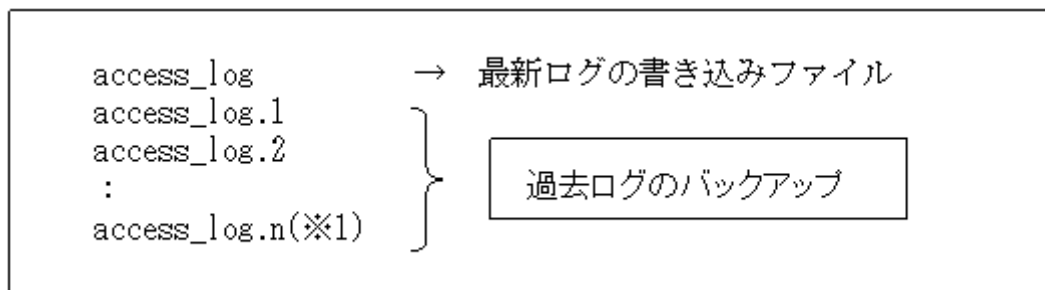 access_log → 最新ログの書き込みファイル
access_log.1
access_log.2
:
過去ログのバックアップ
access_log.n(※1)